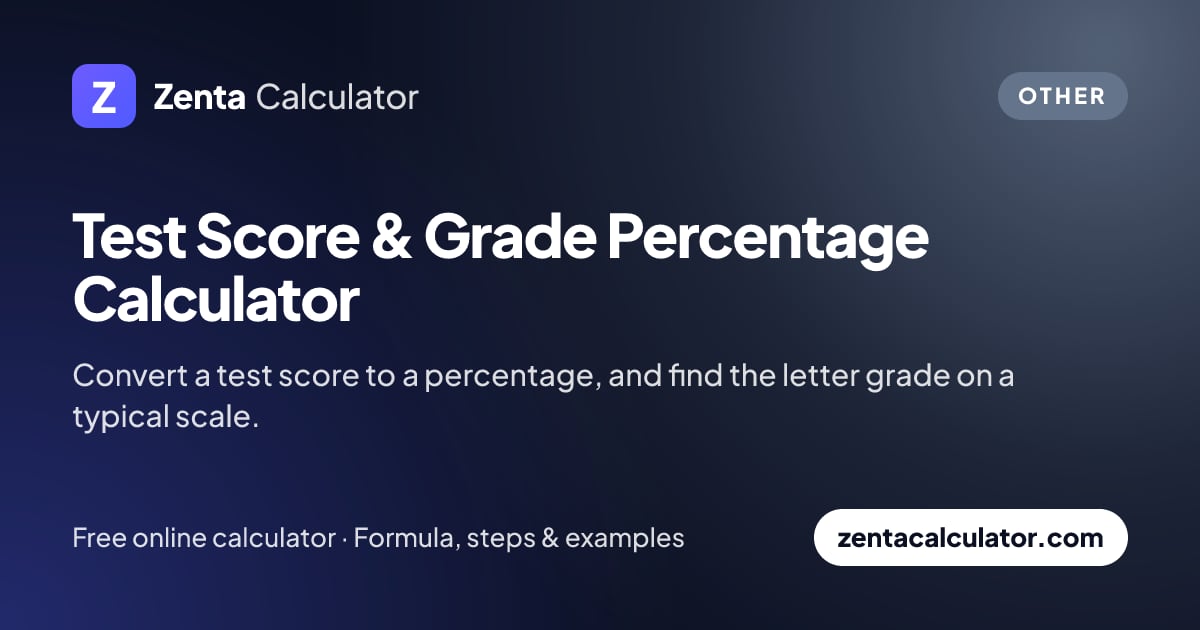 Z
Zenta Calculator
OTHER
Test Score & Grade Percentage
Calculator
Convert a test score to a percentage, and find the letter grade on a
typical scale.
Free online calculator · Formula, steps & examples
zentacalculator.com